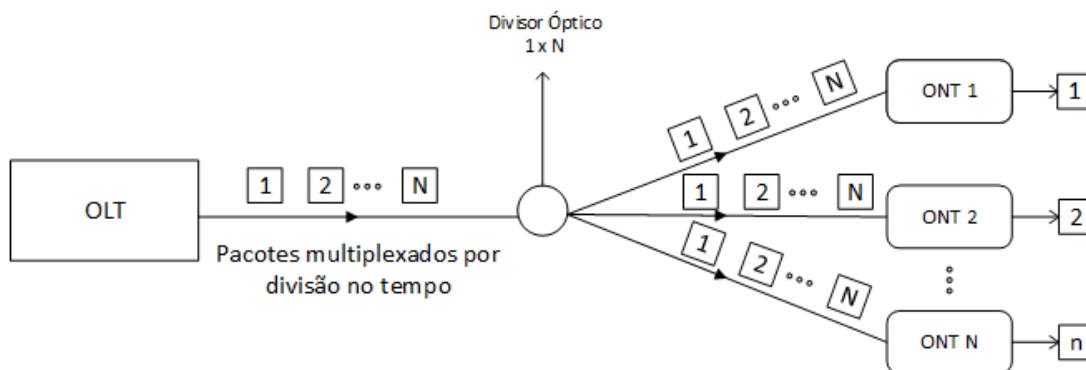 Divisor Óptico
1 x N
OLT
1 2 ... N
Pacotes multiplexados por
divisão no tempo
1 2 ... N
ONT 1
1
1 2 ... N
ONT 2
2
1 2 ... N
ONT N
n